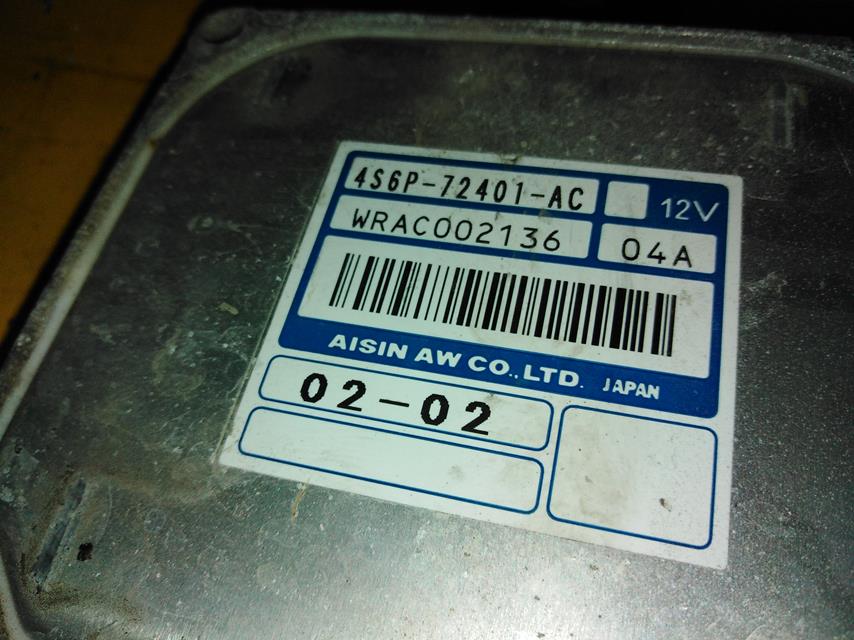 4S6P-72401-AC
12V
WRAC002136
04A
AISIN AW CO.,LTD. JAPAN
02-02